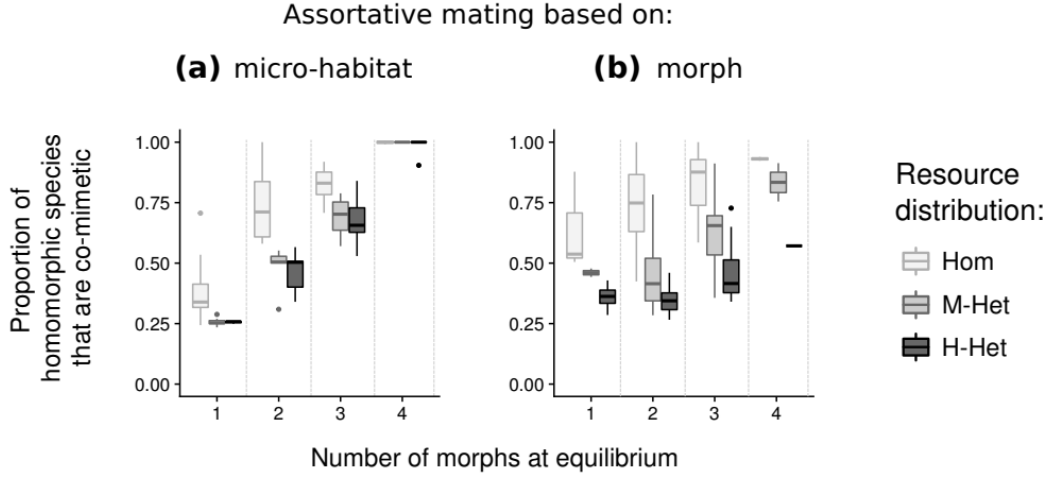 Assortative mating based on:
(a) micro-habitat
(b) morph
Proportion of
homomorphic species
that are co-mimetic
1.00
0.75
0.50
0.25
0.00
1 2 3 4
1.00
0.75
0.50
0.25
0.00
1 2 3 4
Number of morphs at equilibrium
Resource
distribution:
Hom
M-Het
H-Het